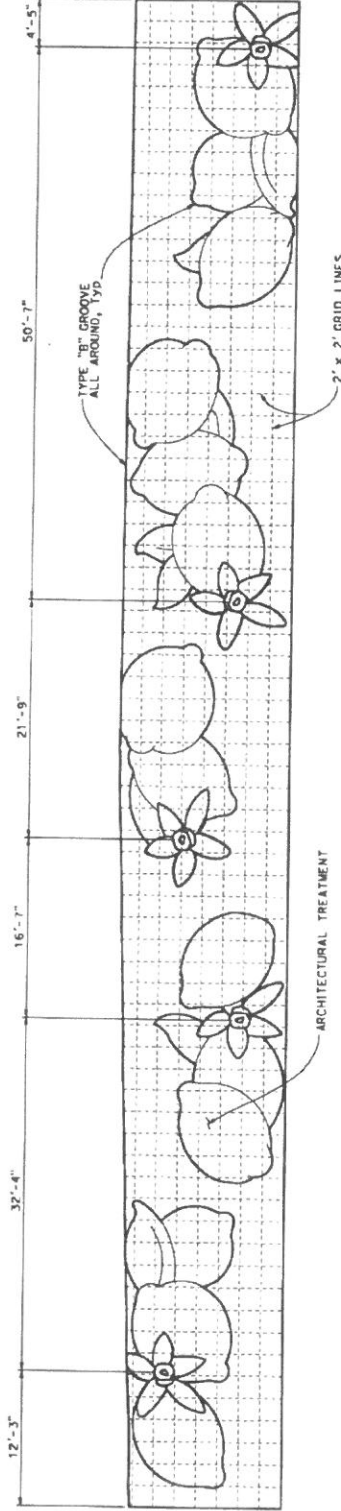 12'-3"
32'-4"
16'-7"
21'-9"
50'-7"
4'-5"
TYPE "B" GROOVE
ALL AROUND, Typ
ARCHITECTURAL TREATMENT
2' x 2' GRID LINES